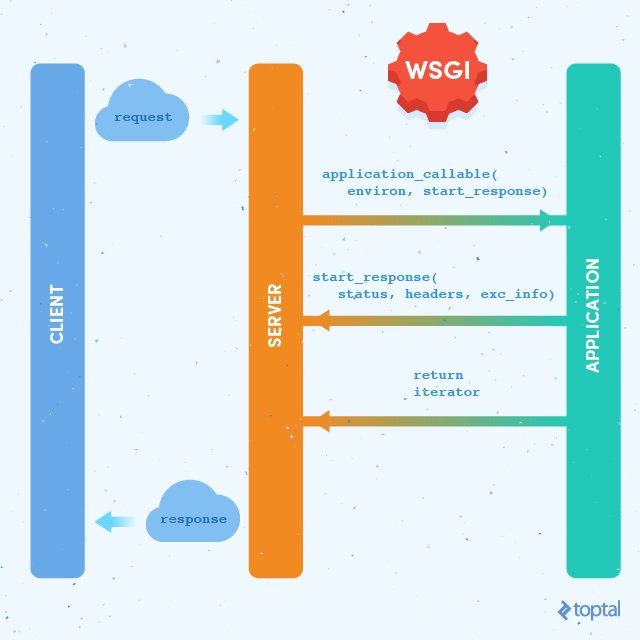 WSGI
request
application_callable(
environ, start_response)
start_response(
status, headers, exc_info)
CLIENT
SERVER
APPLICATION
return
iterator
response
toptal